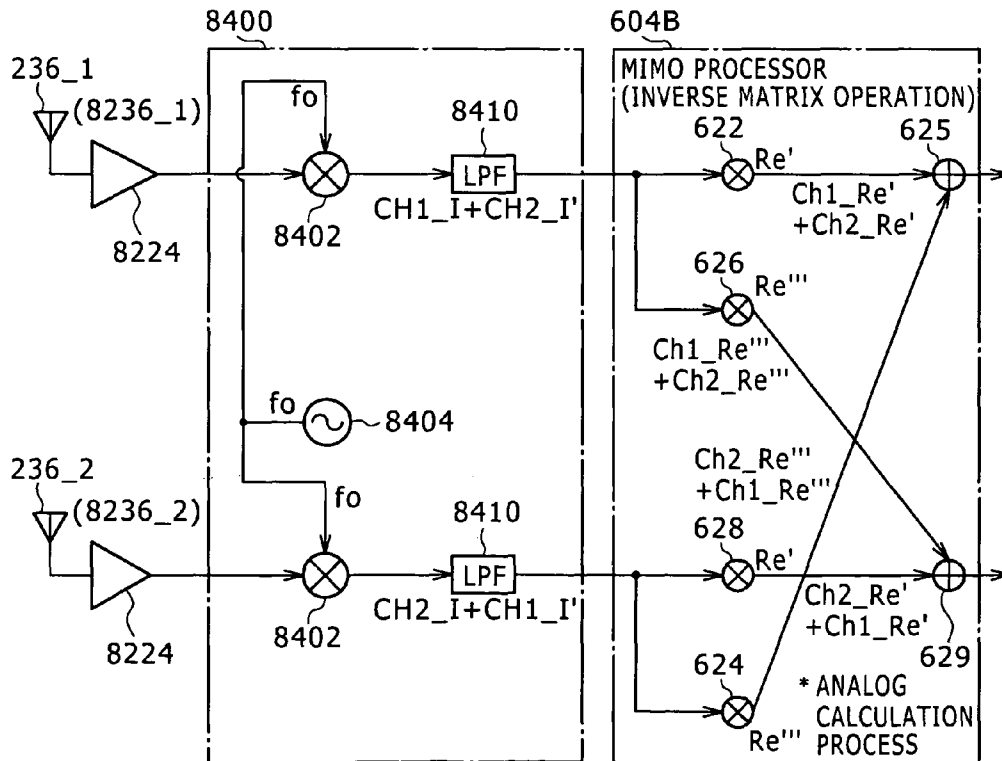 8400
604B
236_1
(8236_1)
8224
fo
8402
8410
LPF
CH1_I+CH2_I'
MIMO PROCESSOR
(INVERSE MATRIX OPERATION)
622
Re'
625
Ch1_Re'
+Ch2_Re'
626
Re'''
Ch1_Re'''
+Ch2_Re'''
fo
8404
236_2
(8236_2)
8224
fo
8402
8410
LPF
CH2_I+CH1_I'
Ch2_Re'''
+Ch1_Re'''
628
Re'
Ch2_Re'
+Ch1_Re'
629
624
Re'''
* ANALOG
CALCULATION
PROCESS